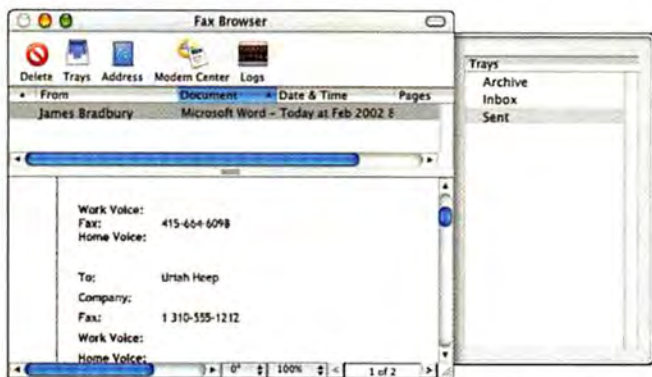 Fax Browser
Delete Trays Address Modem Center Logs
From Document Date & Time Pages
James Bradbury Microsoft Word – Today at Feb 2002 8
Work Voice:
Fax: 415-664-6098
Home Voice:
To: Uriah Heep
Company:
Fax: 1 310-555-1212
Work Voice:
Home Voice:
0° 100% 1 of 2
Trays
Archive
Inbox
Sent